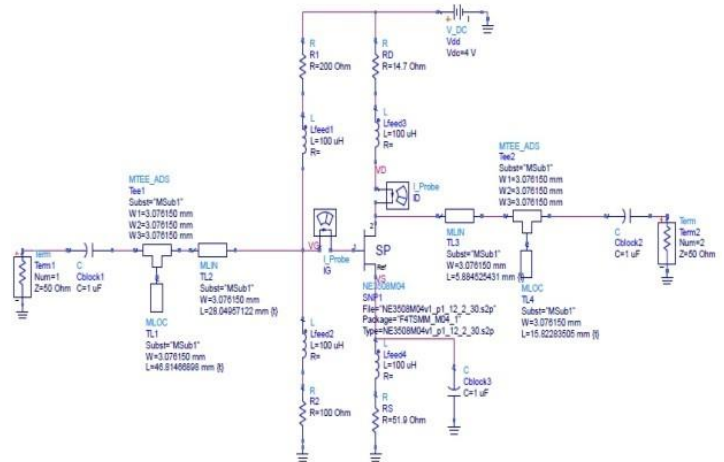 V_DC
Vdd
Vdc=4 V
R
R1
R=200 Ohm
R
RD
R=14.7 Ohm
L
Lfeed1
L=100 uH
R=
L
Lfeed3
L=100 uH
R=
VD
I_Probe
ID
MTEE_ADS
Tee1
Subst="MSub1"
W1=3.076150 mm
W2=3.076150 mm
W3=3.076150 mm
MTEE_ADS
Tee2
Subst="MSub1"
W1=3.076150 mm
W2=3.076150 mm
W3=3.076150 mm
Term
Term1
Num=1
Z=50 Ohm
C
Cblock1
C=1 uF
MLIN
TL2
Subst="MSub1"
W=3.076150 mm
L=28.04957122 mm {t}
MLOC
TL1
Subst="MSub1"
W=3.076150 mm
L=46.81466898 mm {t}
VG
I_Probe
IG
2
SP
Ref
VS
NE3508M04
SNP1
File="NE3508M04v1_p1_12_2_30.s2p"
Package="F4TSMM_M04_1"
Type=NE3508M04v1_p1_12_2_30.s2p
MLIN
TL3
Subst="MSub1"
W=3.076150 mm
L=5.884525431 mm {t}
MLOC
TL4
Subst="MSub1"
W=3.076150 mm
L=15.82283505 mm {t}
C
Cblock2
C=1 uF
Term
Term2
Num=2
Z=50 Ohm
L
Lfeed2
L=100 uH
R=
L
Lfeed4
L=100 uH
R=
C
Cblock3
C=1 uF
R
R2
R=100 Ohm
R
RS
R=51.9 Ohm